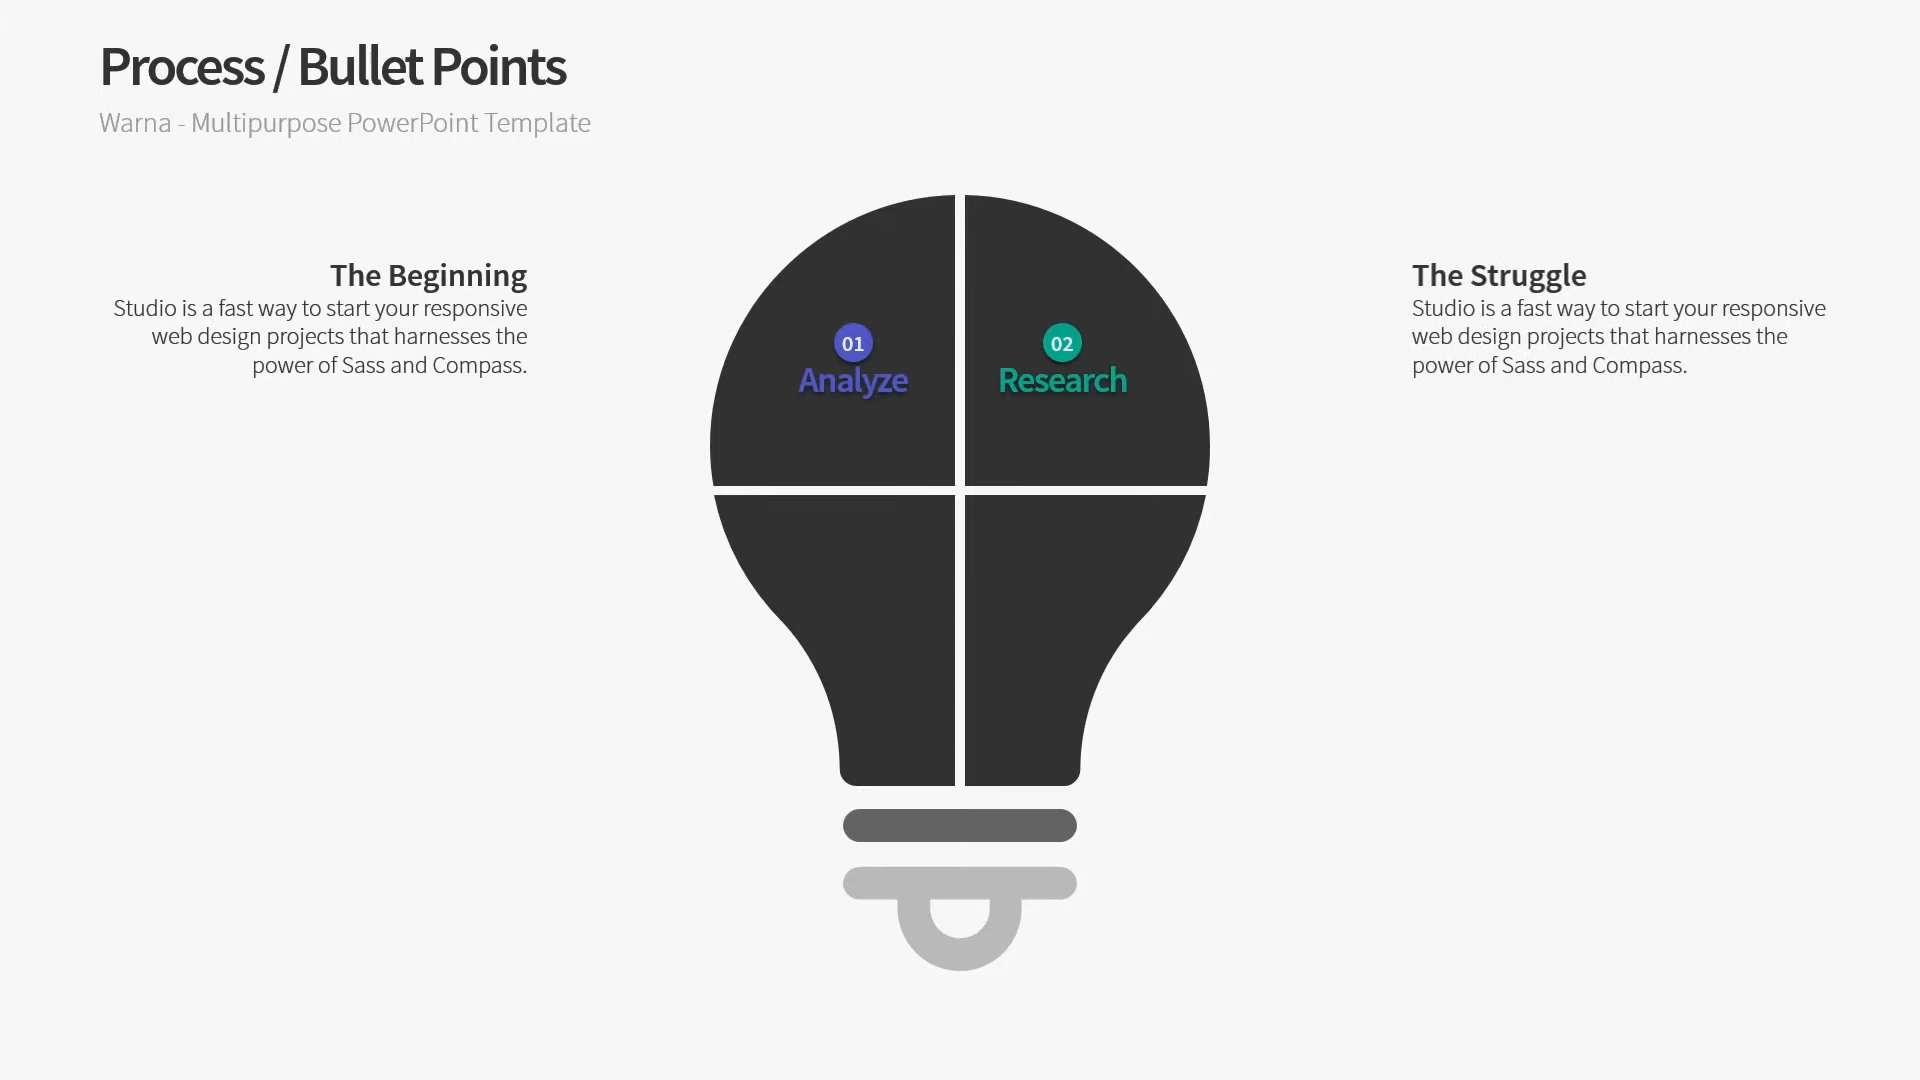 Process / Bullet Points
Warna - Multipurpose PowerPoint Template
The Beginning
Studio is a fast way to start your responsive
web design projects that harnesses the
power of Sass and Compass.
01
Analyze
02
Research
The Struggle
Studio is a fast way to start your responsive
web design projects that harnesses the
power of Sass and Compass.